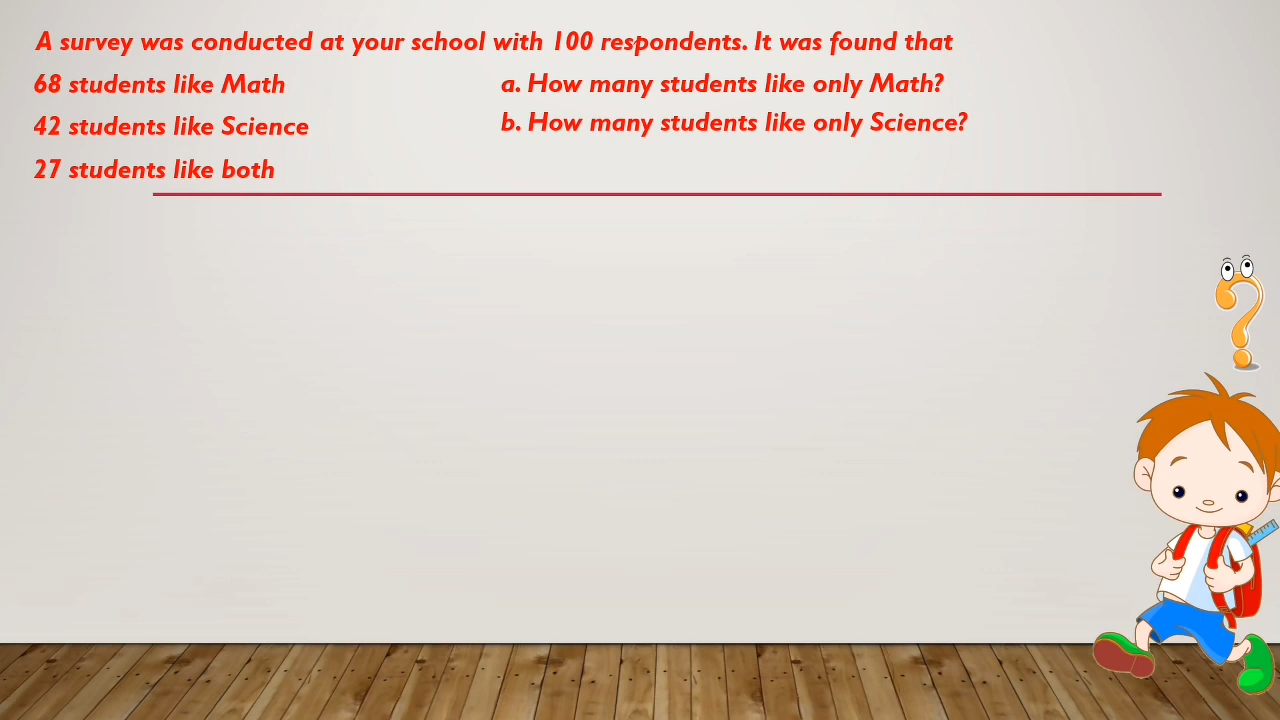 A survey was conducted at your school with 100 respondents. It was found that
68 students like Math
42 students like Science
27 students like both
a. How many students like only Math?
b. How many students like only Science?